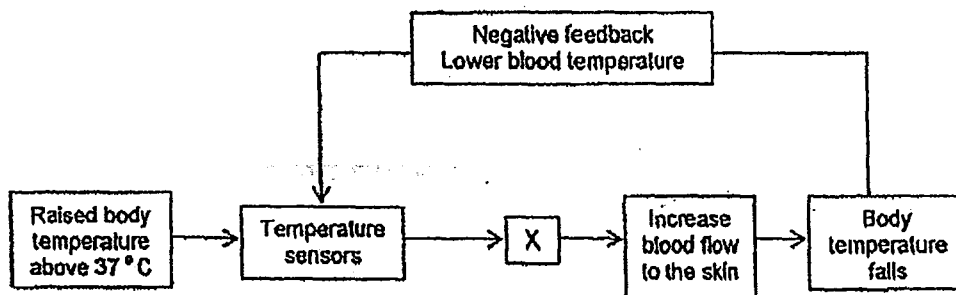 Negative feedback
Lower blood temperature
Raised body
temperature
above 37°C
Temperature
sensors
X
Increase
blood flow
to the skin
Body
temperature
falls